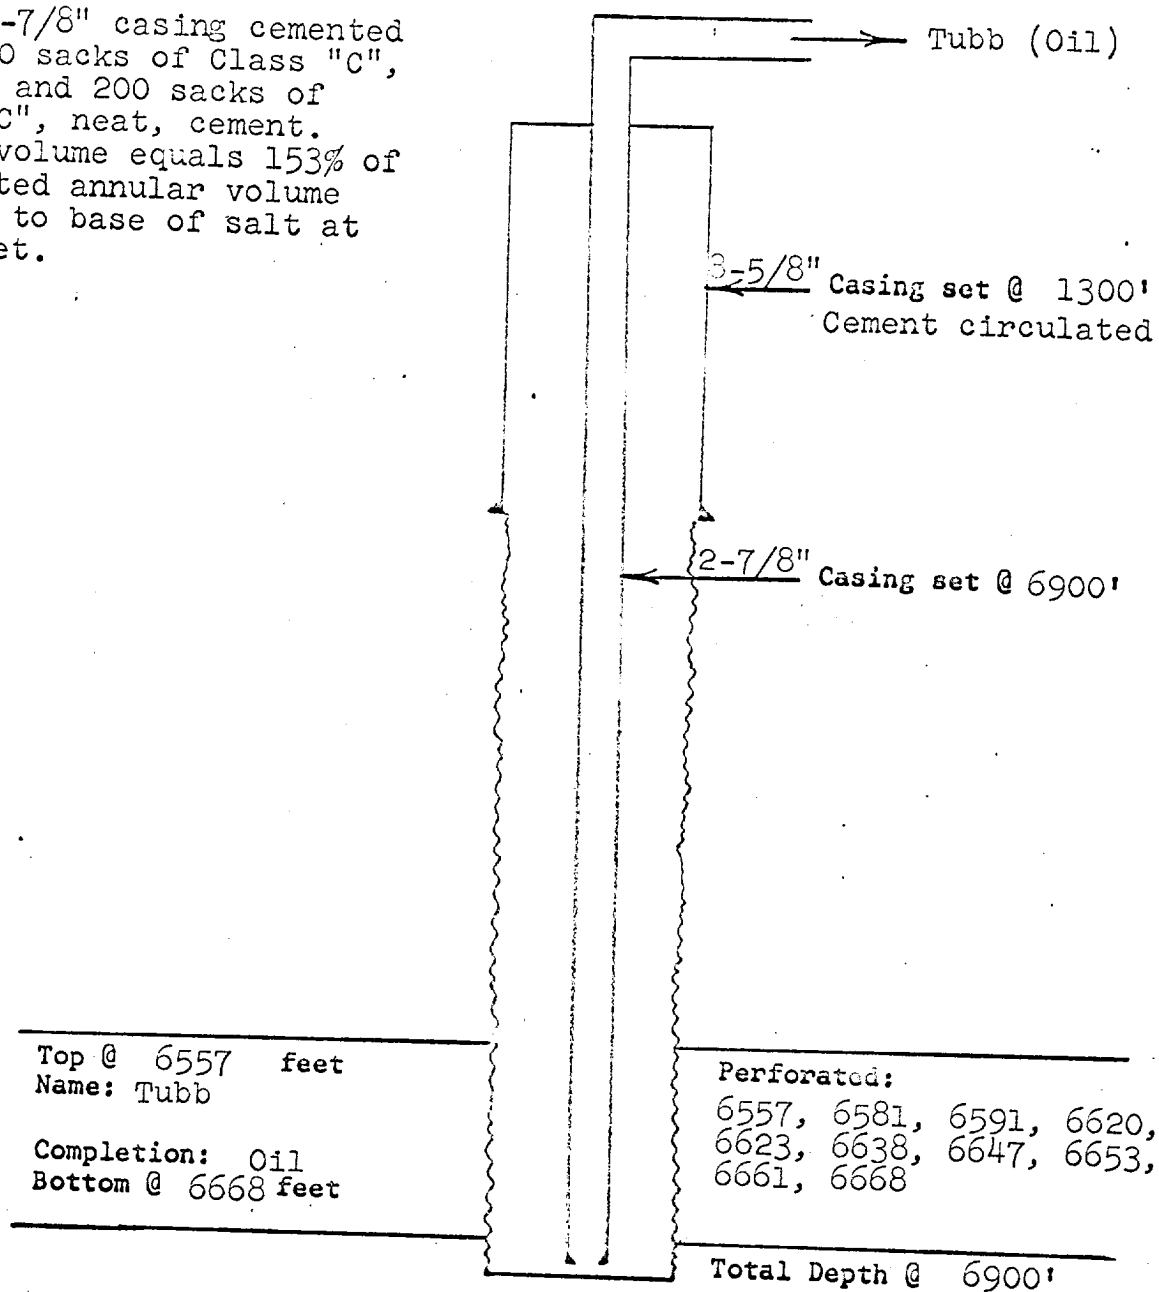 -7/8" casing cemented
0 sacks of Class "C",
and 200 sacks of
C", neat, cement.
volume equals 153% of
ted annular volume
to base of salt at
et.
Tubb (Oil)
-5/8" Casing set @ 1300'
Cement circulated
2-7/8" Casing set @ 6900'
Top @ 6557 feet
Name: Tubb
Completion: Oil
Bottom @ 6668 feet
Perforated:
6557, 6581, 6591, 6620,
6623, 6638, 6647, 6653,
6661, 6668
Total Depth @ 6900'